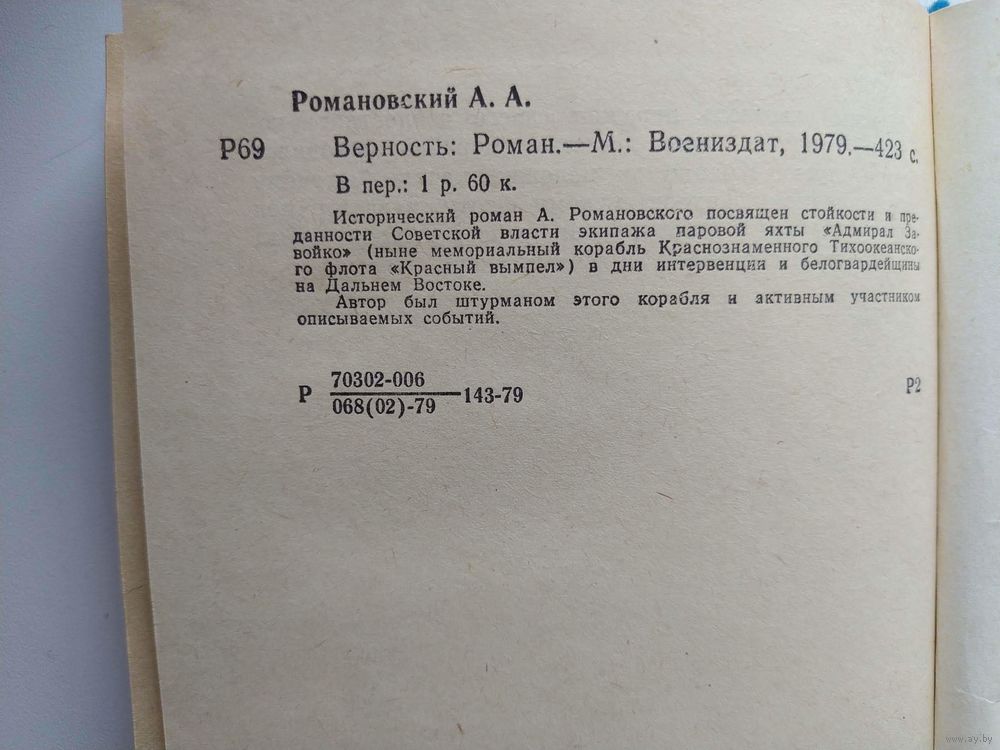 Романовский А. А.
Р69 Верность: Роман.—М.: Воениздат, 1979.—423 с.
В пер.: 1 р. 60 к.
Исторический роман А. Романовского посвящен стойкости и пре-
данности Советской власти экипажа паровой яхты «Адмирал За-
войко» (ныне мемориальный корабль Краснознаменного Тихоокеанско-
го флота «Красный вымпел») в дни интервенции и белогвардейщины
на Дальнем Востоке.
Автор был штурманом этого корабля и активным участником
описываемых событий.
Р 70302-006
068(02)-79 —143-79 Р2
www.ay.by